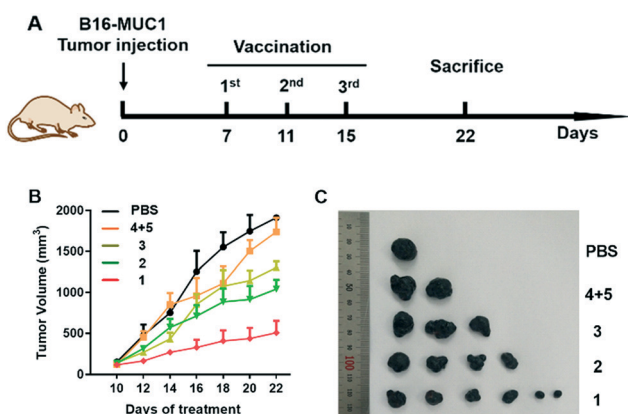 A
B16-MUC1
Tumor injection
Vaccination
Sacrifice
1st 2nd 3rd
0 7 11 15 22 Days
B
PBS
4+5
3
2
1
Tumor Volume (mm3)
2000
1500
1000
500
0
10 12 14 16 18 20 22
Days of treatment
C
50
100
PBS
4+5
3
2
1